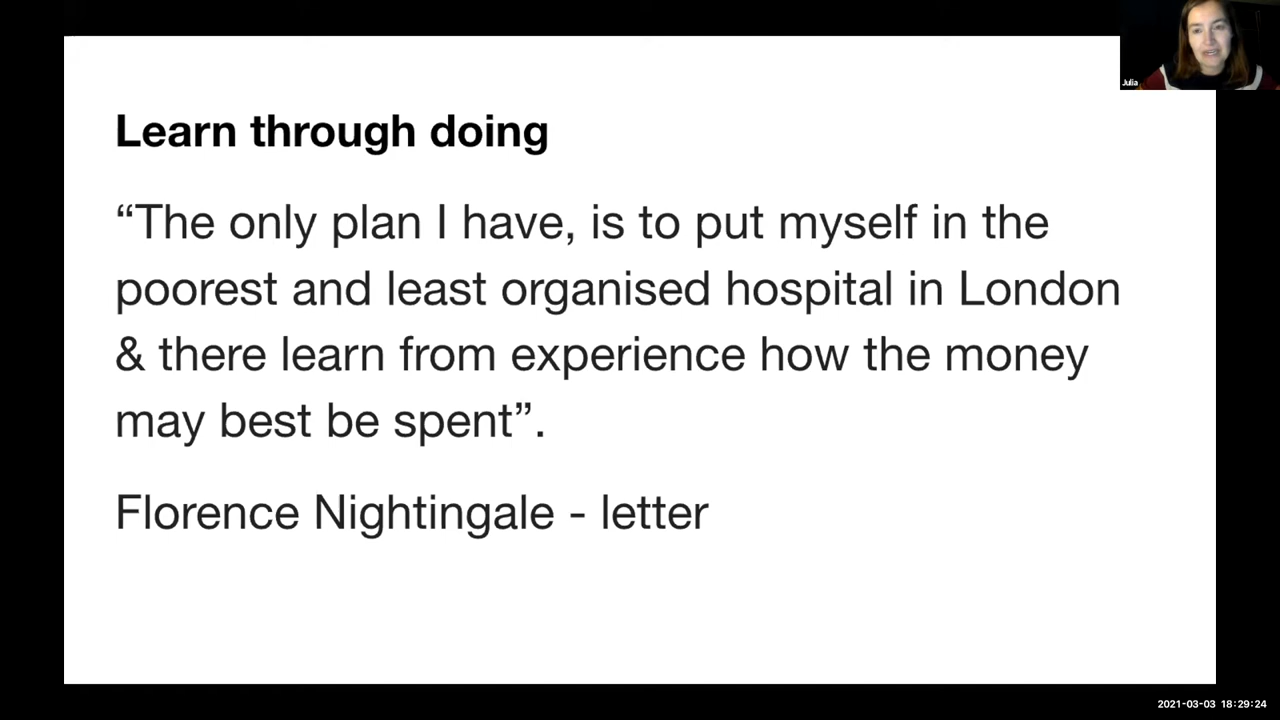 Julia
Learn through doing
“The only plan I have, is to put myself in the
poorest and least organised hospital in London
& there learn from experience how the money
may best be spent”.
Florence Nightingale - letter
2021-03-03 18:29:24